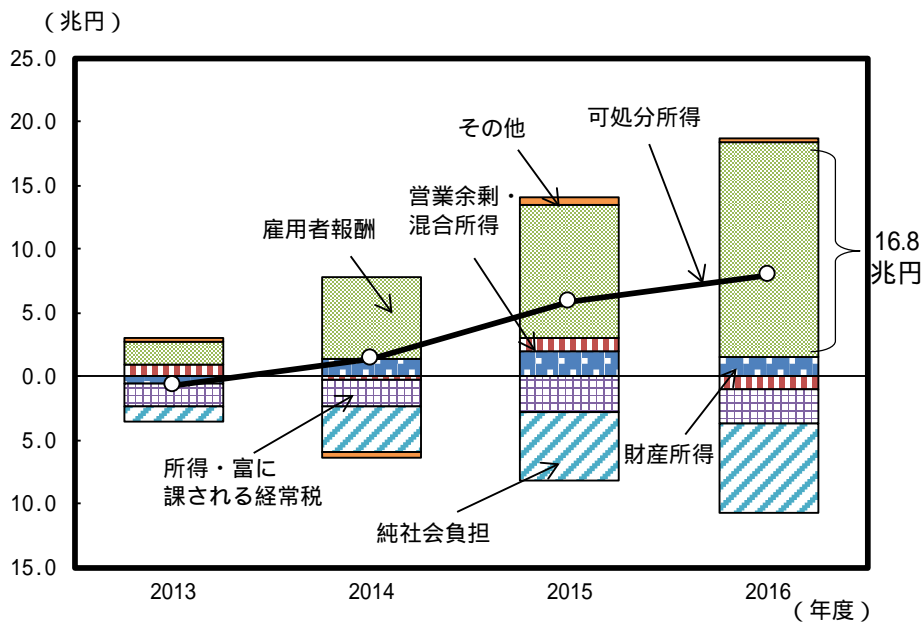 (兆円)
25.0
20.0
15.0
10.0
5.0
0.0
5.0
10.0
15.0
その他
可処分所得
営業余剰・
混合所得
雇用者報酬
16.8
兆円
所得・富に
課される経常税
純社会負担
財産所得
2013
2014
2015
2016
(年度)